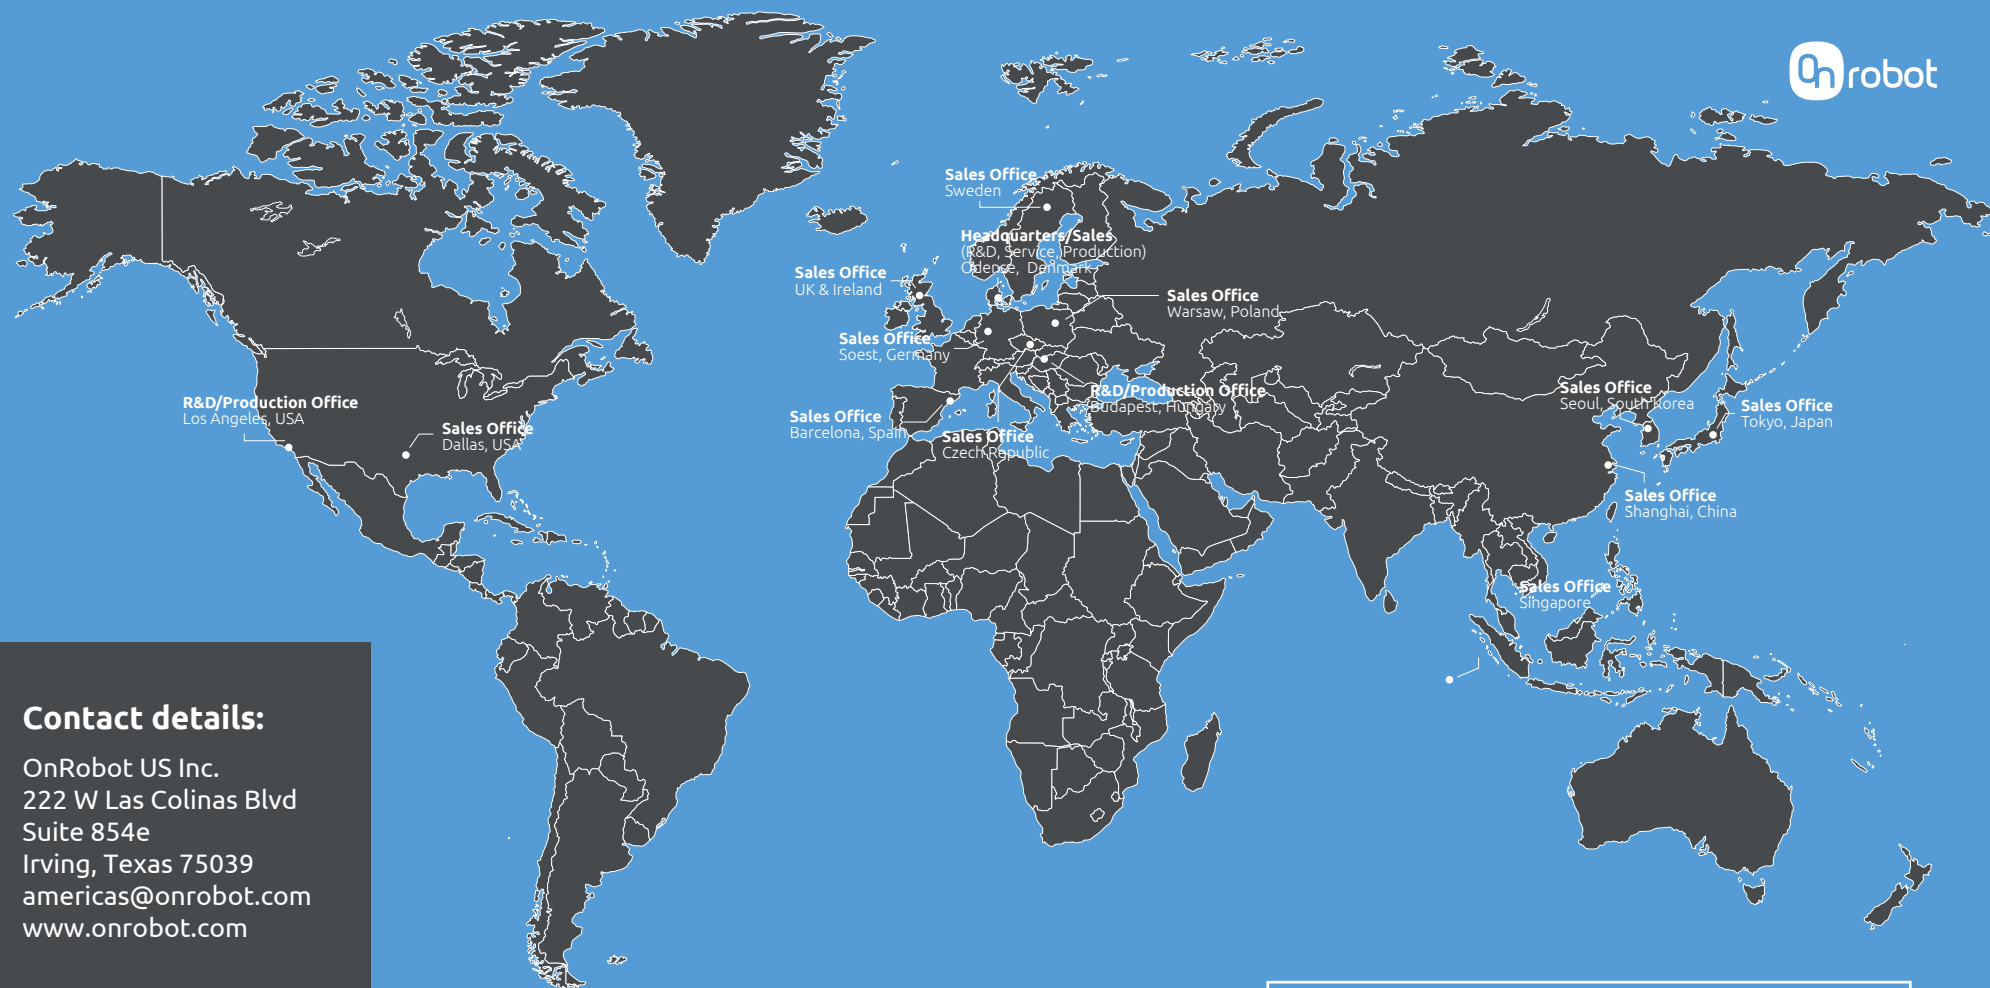 On robot
Sales Office
Sweden
Headquarters/Sales
(R&D, Service, Production)
Odense, Denmark
Sales Office
UK & Ireland
Sales Office
Warsaw, Poland
Sales Office
Soest, Germany
R&D/Production Office
Budapest, Hungary
Sales Office
Seoul, South Korea
R&D/Production Office
Los Angeles, USA
Sales Office
Tokyo, Japan
Sales Office
Barcelona, Spain
Sales Office
Dallas, USA
Sales Office
Czech Republic
Sales Office
Shanghai, China
Sales Office
Singapore
Contact details:
OnRobot US Inc.
222 W Las Colinas Blvd
Suite 854e
Irving, Texas 75039
americas@onrobot.com
www.onrobot.com